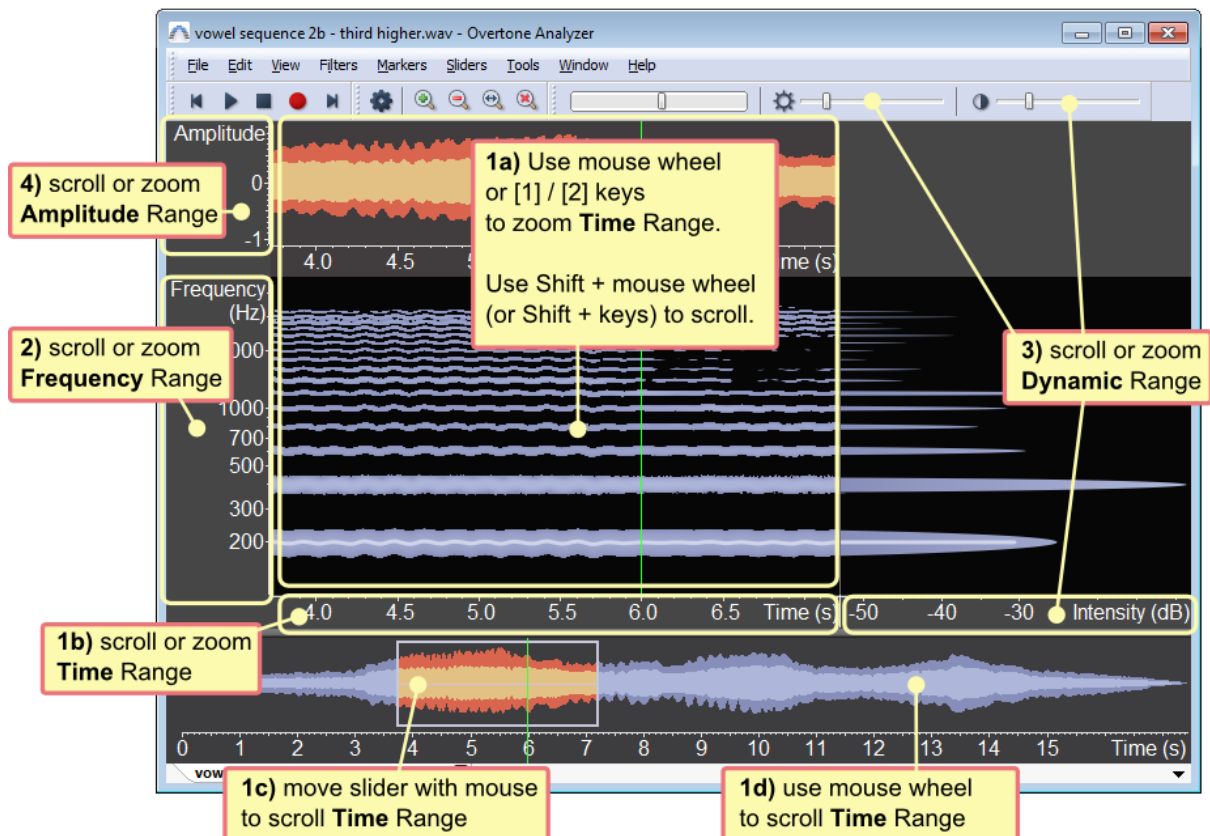 vowel sequence 2b - third higher.wav - Overtone Analyzer
File Edit View Filters Markers Sliders Tools Window Help
Amplitude
0
-1
4) scroll or zoom
Amplitude Range
1a) Use mouse wheel
or [1] / [2] keys
to zoom Time Range.
Use Shift + mouse wheel
(or Shift + keys) to scroll.
4.0 4.5 5 me (s)
Frequency
(Hz)
000
1000
700
500
300
200
2) scroll or zoom
Frequency Range
3) scroll or zoom
Dynamic Range
4.0 4.5 5.0 5.5 6.0 6.5 Time (s) -50 -40 -30 Intensity (dB)
1b) scroll or zoom
Time Range
0 1 2 3 4 5 6 7 8 9 10 11 12 13 14 15 Time (s)
vow
1c) move slider with mouse
to scroll Time Range
1d) use mouse wheel
to scroll Time Range